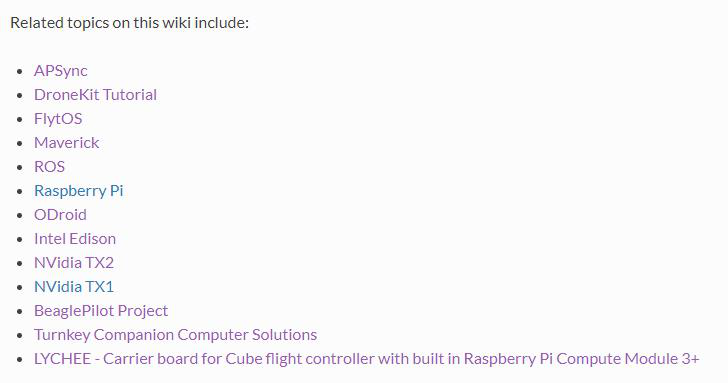 Related topics on this wiki include:
APSync
DroneKit Tutorial
FlytOS
Maverick
ROS
Raspberry Pi
ODroid
Intel Edison
NVidia TX2
NVidia TX1
BeaglePilot Project
Turnkey Companion Computer Solutions
LYCHEE - Carrier board for Cube flight controller with built in Raspberry Pi Compute Module 3+